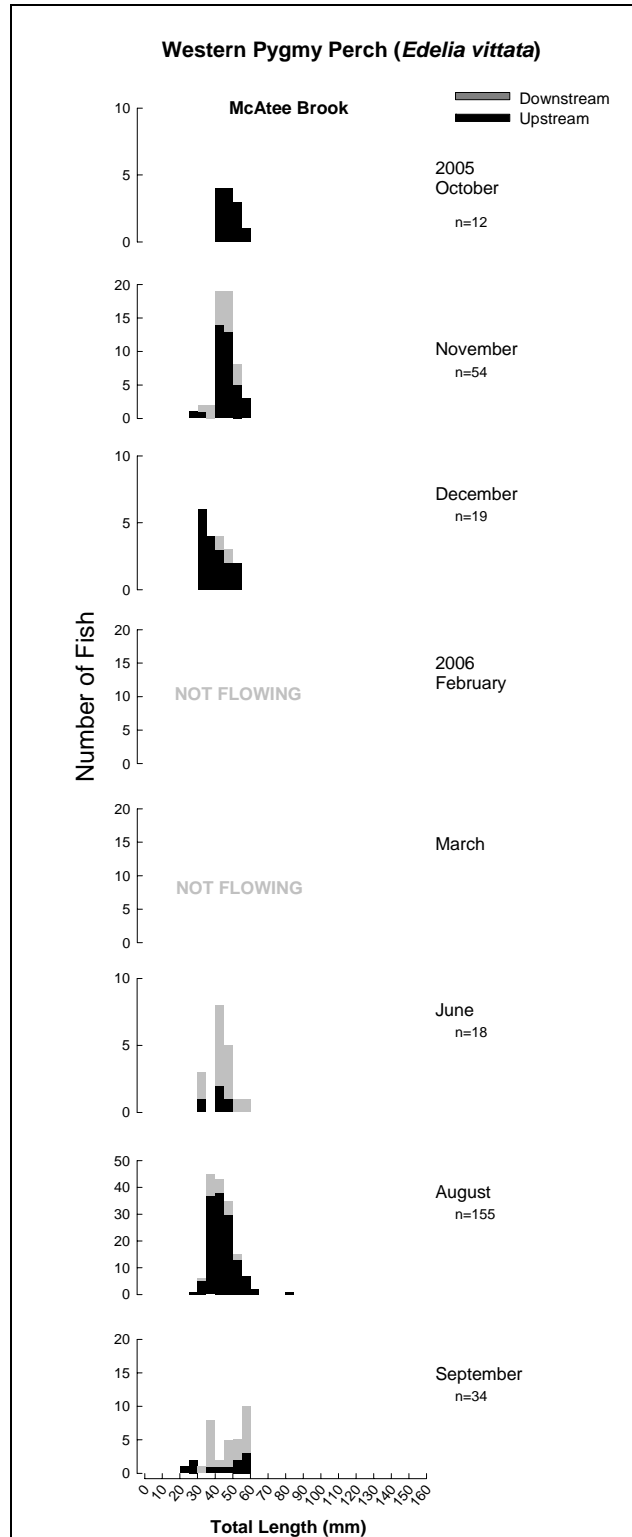 Western Pygmy Perch (Edelia vittata)
McAtee Brook
Downstream
Upstream
10
5
0
2005
October
n=12
20
15
10
5
0
November
n=54
10
5
0
December
n=19
Number of Fish
20
15
10
5
0
NOT FLOWING
2006
February
20
15
10
5
0
NOT FLOWING
March
10
5
0
June
n=18
50
40
30
20
10
0
August
n=155
20
15
10
5
0
September
n=34
0 10 20 30 40 50 60 70 80 90 100 110 120 130 140 150 160
Total Length (mm)